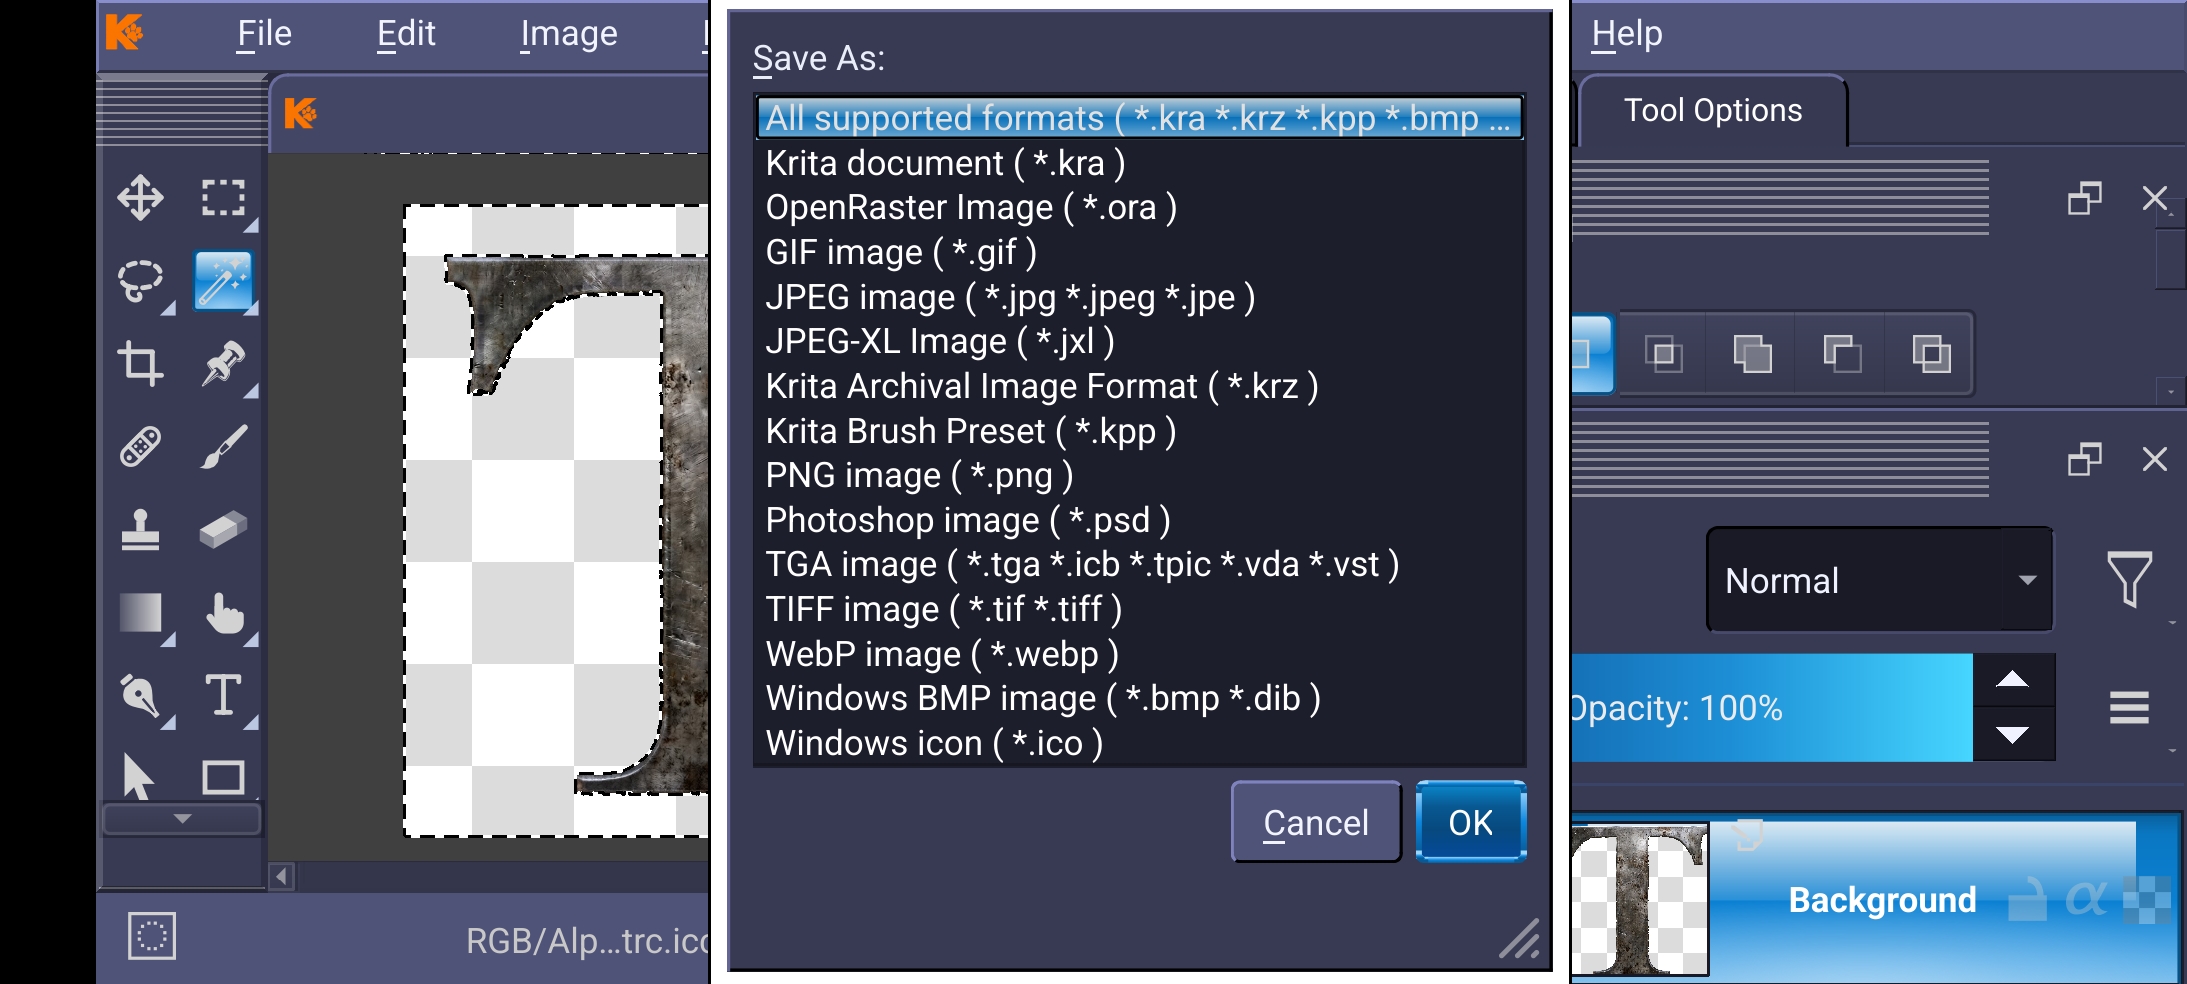 File Edit Image
Help
Tool Options
Save As:
All supported formats ( *.kra *.krz *.kpp *.bmp ...
Krita document ( *.kra )
OpenRaster Image ( *.ora )
GIF image ( *.gif )
JPEG image ( *.jpg *.jpeg *.jpe )
JPEG-XL Image ( *.jxl )
Krita Archival Image Format ( *.krz )
Krita Brush Preset ( *.kpp )
PNG image ( *.png )
Photoshop image ( *.psd )
TGA image ( *.tga *.icb *.tpic *.vda *.vst )
TIFF image ( *.tif *.tiff )
WebP image ( *.webp )
Windows BMP image ( *.bmp *.dib )
Windows icon ( *.ico )
Cancel OK
Normal
Opacity: 100%
Background α
RGB/Alp...trc.icc